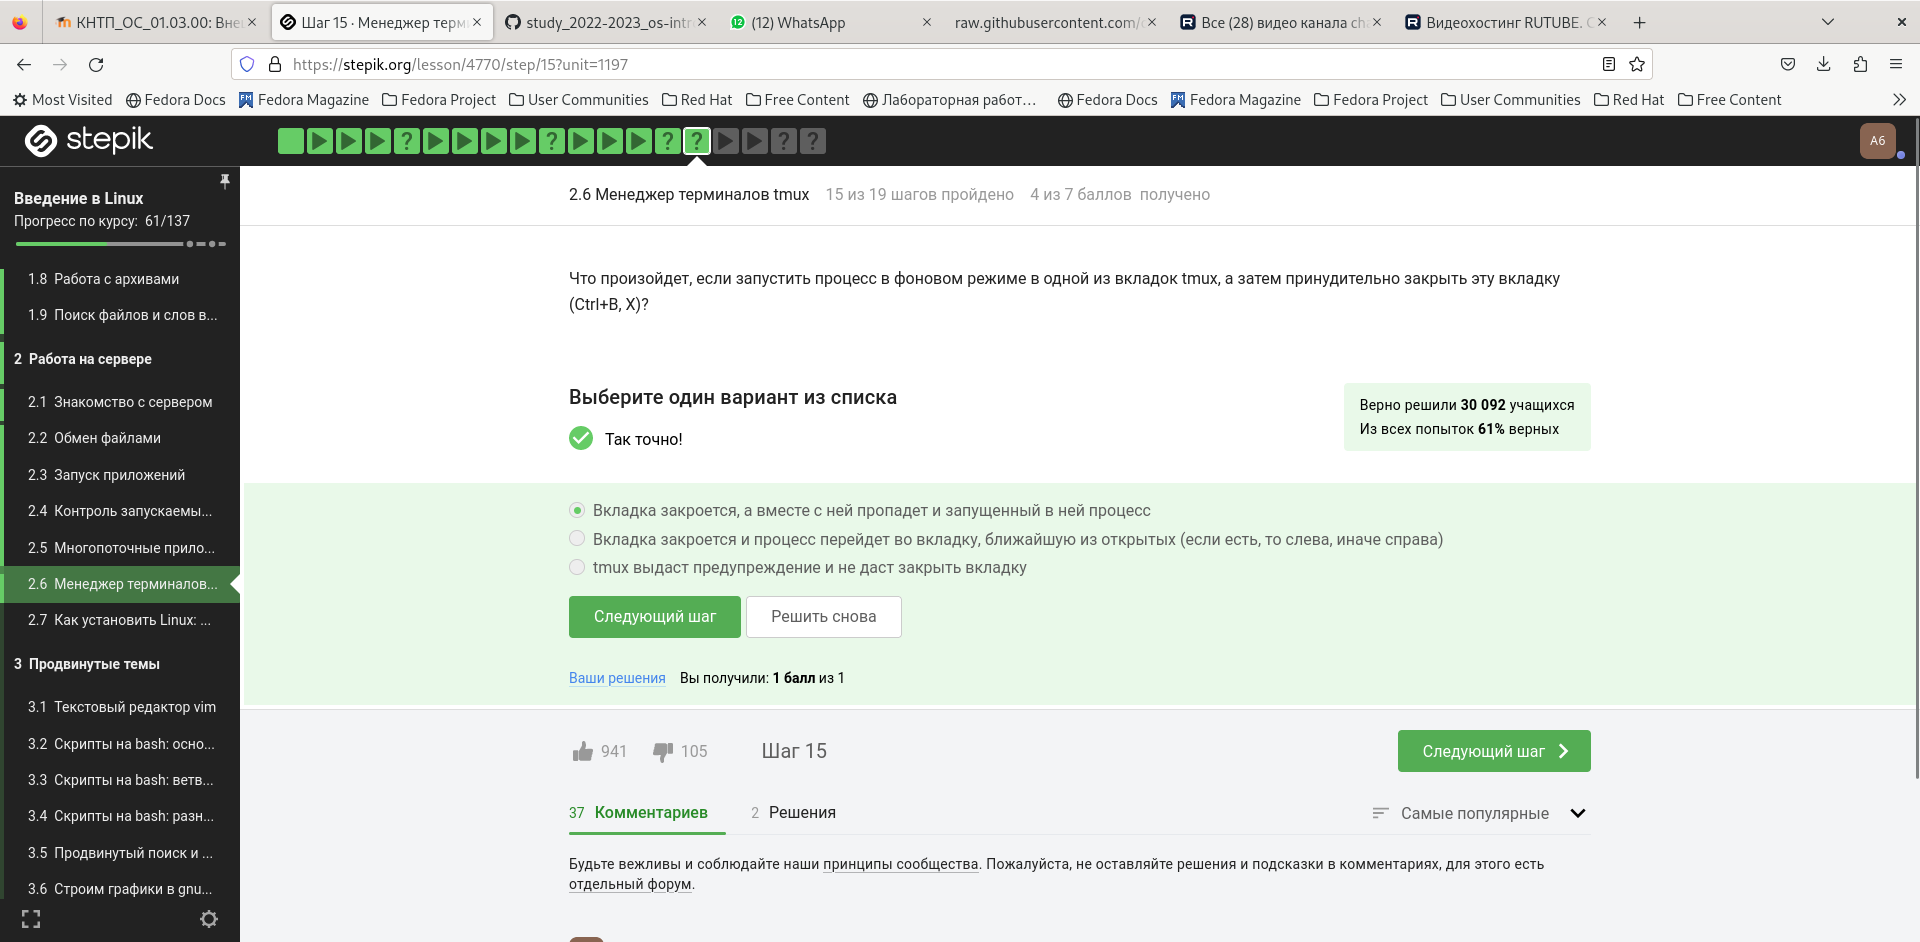 КНТП_ОС_01.03.00: Вне
Шаг 15 · Менеджер терм
study_2022-2023_os-intr
(12) WhatsApp
raw.githubusercontent.com/
Все (28) видео канала ch
Видеохостинг RUTUBE. С
https://stepik.org/lesson/4770/step/15?unit=1197
Most Visited Fedora Docs Fedora Magazine Fedora Project User Communities Red Hat Free Content Лабораторная работ… Fedora Docs Fedora Magazine Fedora Project User Communities Red Hat Free Content
stepik
? ? ? ? ? ?
A6
Введение в Linux
Прогресс по курсу: 61/137
1.8 Работа с архивами
1.9 Поиск файлов и слов в...
2 Работа на сервере
2.1 Знакомство с сервером
2.2 Обмен файлами
2.3 Запуск приложений
2.4 Контроль запускаемы...
2.5 Многопоточные прило...
2.6 Менеджер терминалов...
2.7 Как установить Linux: ...
3 Продвинутые темы
3.1 Текстовый редактор vim
3.2 Скрипты на bash: осно...
3.3 Скрипты на bash: ветв...
3.4 Скрипты на bash: разн...
3.5 Продвинутый поиск и ...
3.6 Строим графики в gnu...
2.6 Менеджер терминалов tmux 15 из 19 шагов пройдено 4 из 7 баллов получено
Что произойдет, если запустить процесс в фоновом режиме в одной из вкладок tmux, а затем принудительно закрыть эту вкладку
(Ctrl+B, X)?
Выберите один вариант из списка
Так точно!
Верно решили 30 092 учащихся
Из всех попыток 61% верных
Вкладка закроется, а вместе с ней пропадет и запущенный в ней процесс
Вкладка закроется и процесс перейдет во вкладку, ближайшую из открытых (если есть, то слева, иначе справа)
tmux выдаст предупреждение и не даст закрыть вкладку
Следующий шаг Решить снова
Ваши решения Вы получили: 1 балл из 1
941 105 Шаг 15 Следующий шаг
37 Комментариев 2 Решения Самые популярные
Будьте вежливы и соблюдайте наши принципы сообщества. Пожалуйста, не оставляйте решения и подсказки в комментариях, для этого есть
отдельный форум.